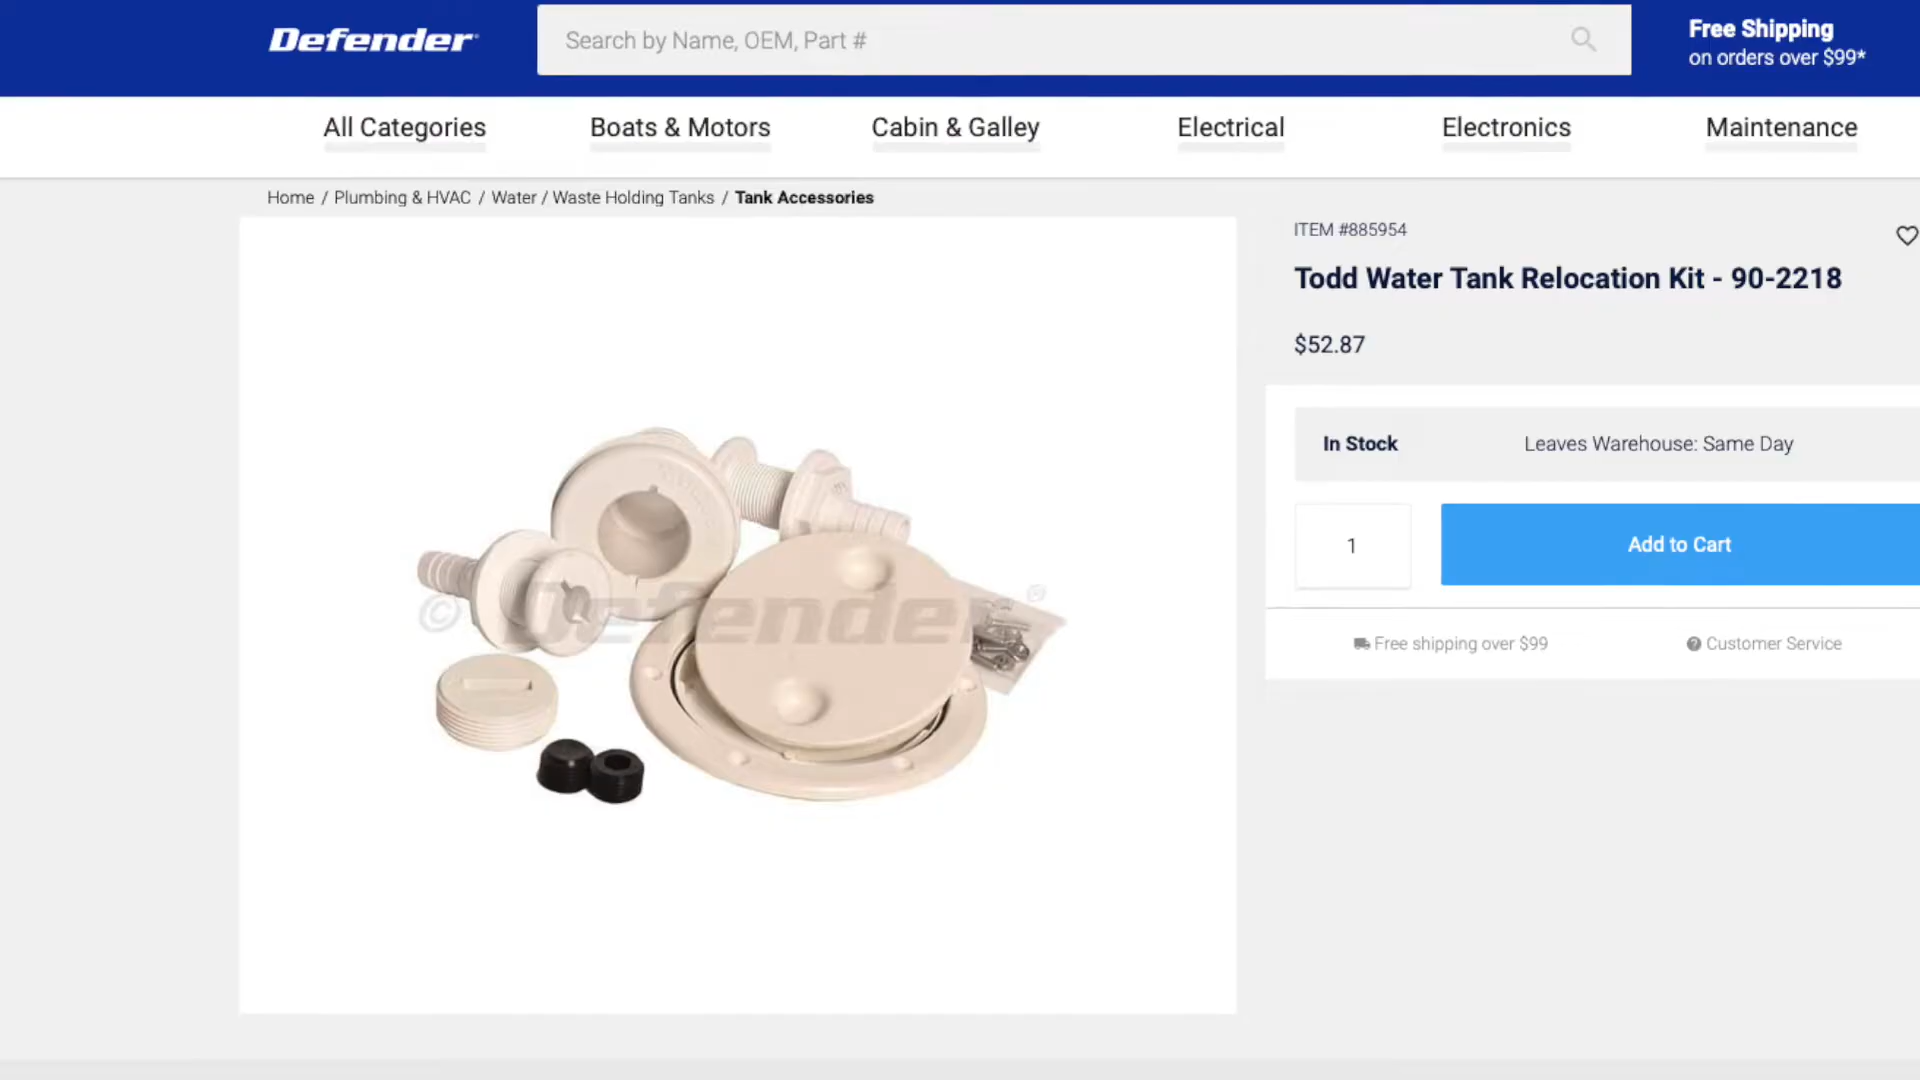 Defender
Search by Name, OEM, Part #
Free Shipping
on orders over $99*
All Categories
Boats & Motors
Cabin & Galley
Electrical
Electronics
Maintenance
Home / Plumbing & HVAC / Water / Waste Holding Tanks / Tank Accessories
ITEM #885954
Todd Water Tank Relocation Kit - 90-2218
$52.87
In Stock
Leaves Warehouse: Same Day
1
Add to Cart
Free shipping over $99
Customer Service
© Defender®